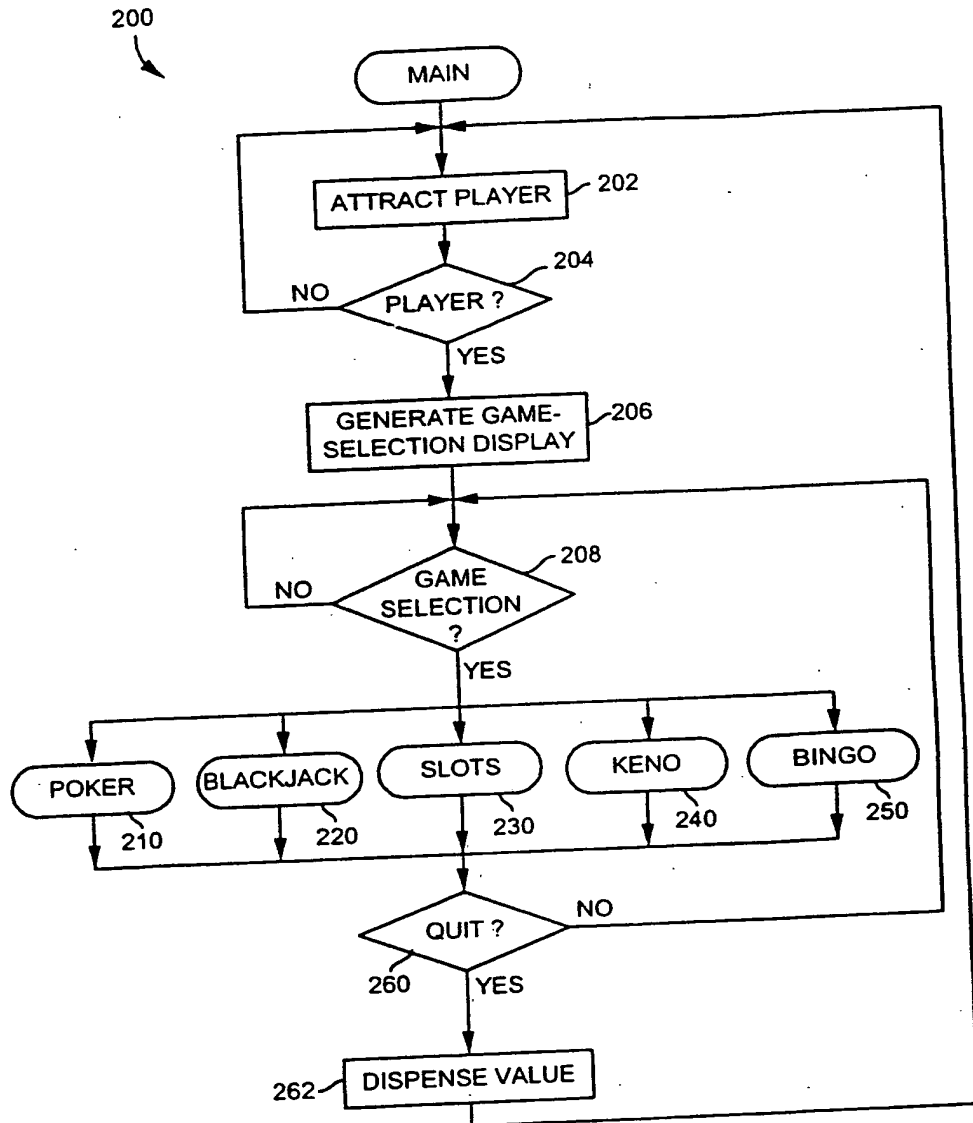 200
MAIN
ATTRACT PLAYER
202
204
NO
PLAYER ?
YES
GENERATE GAME-
SELECTION DISPLAY
206
208
NO
GAME
SELECTION
?
YES
POKER
BLACKJACK
SLOTS
KENO
BINGO
210
220
230
240
250
QUIT ?
NO
260
YES
262
DISPENSE VALUE